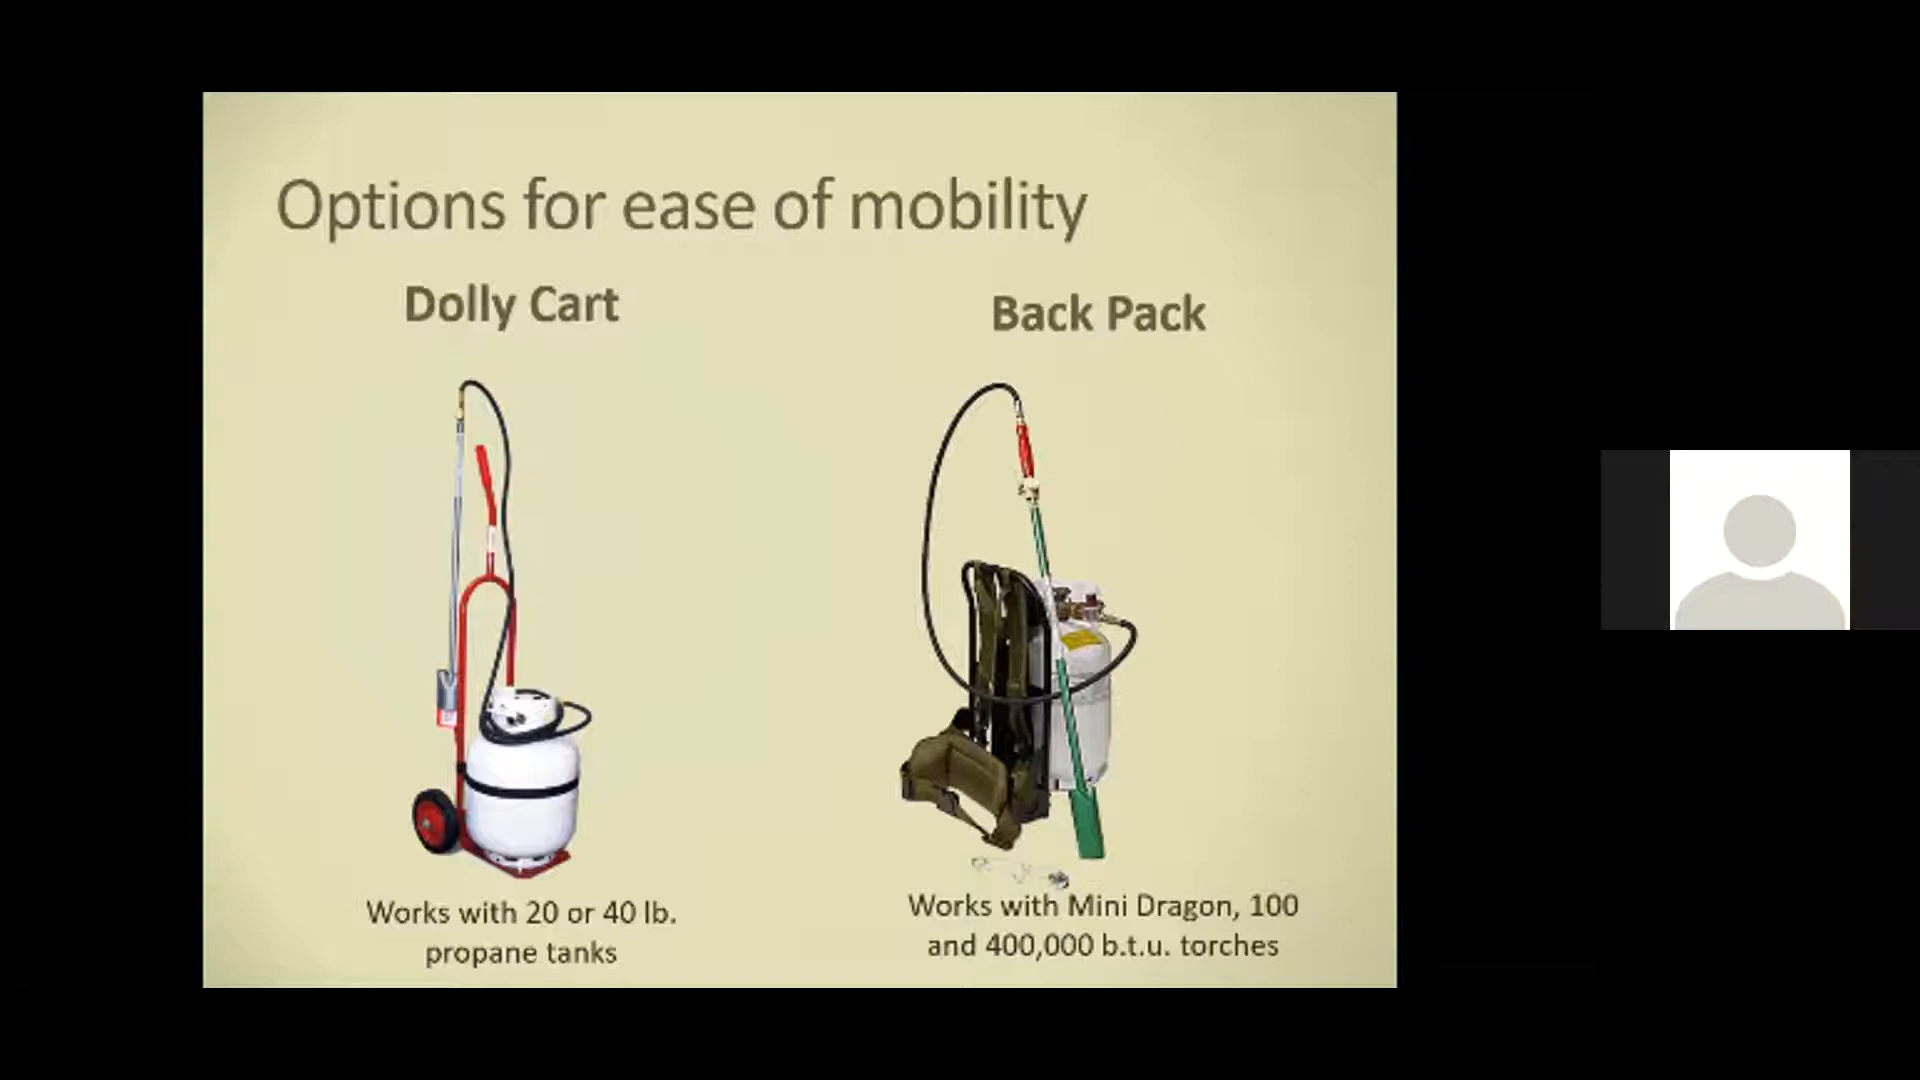 Options for ease of mobility
Dolly Cart
Back Pack
Works with 20 or 40 lb.
propane tanks
Works with Mini Dragon, 100
and 400,000 b.t.u. torches